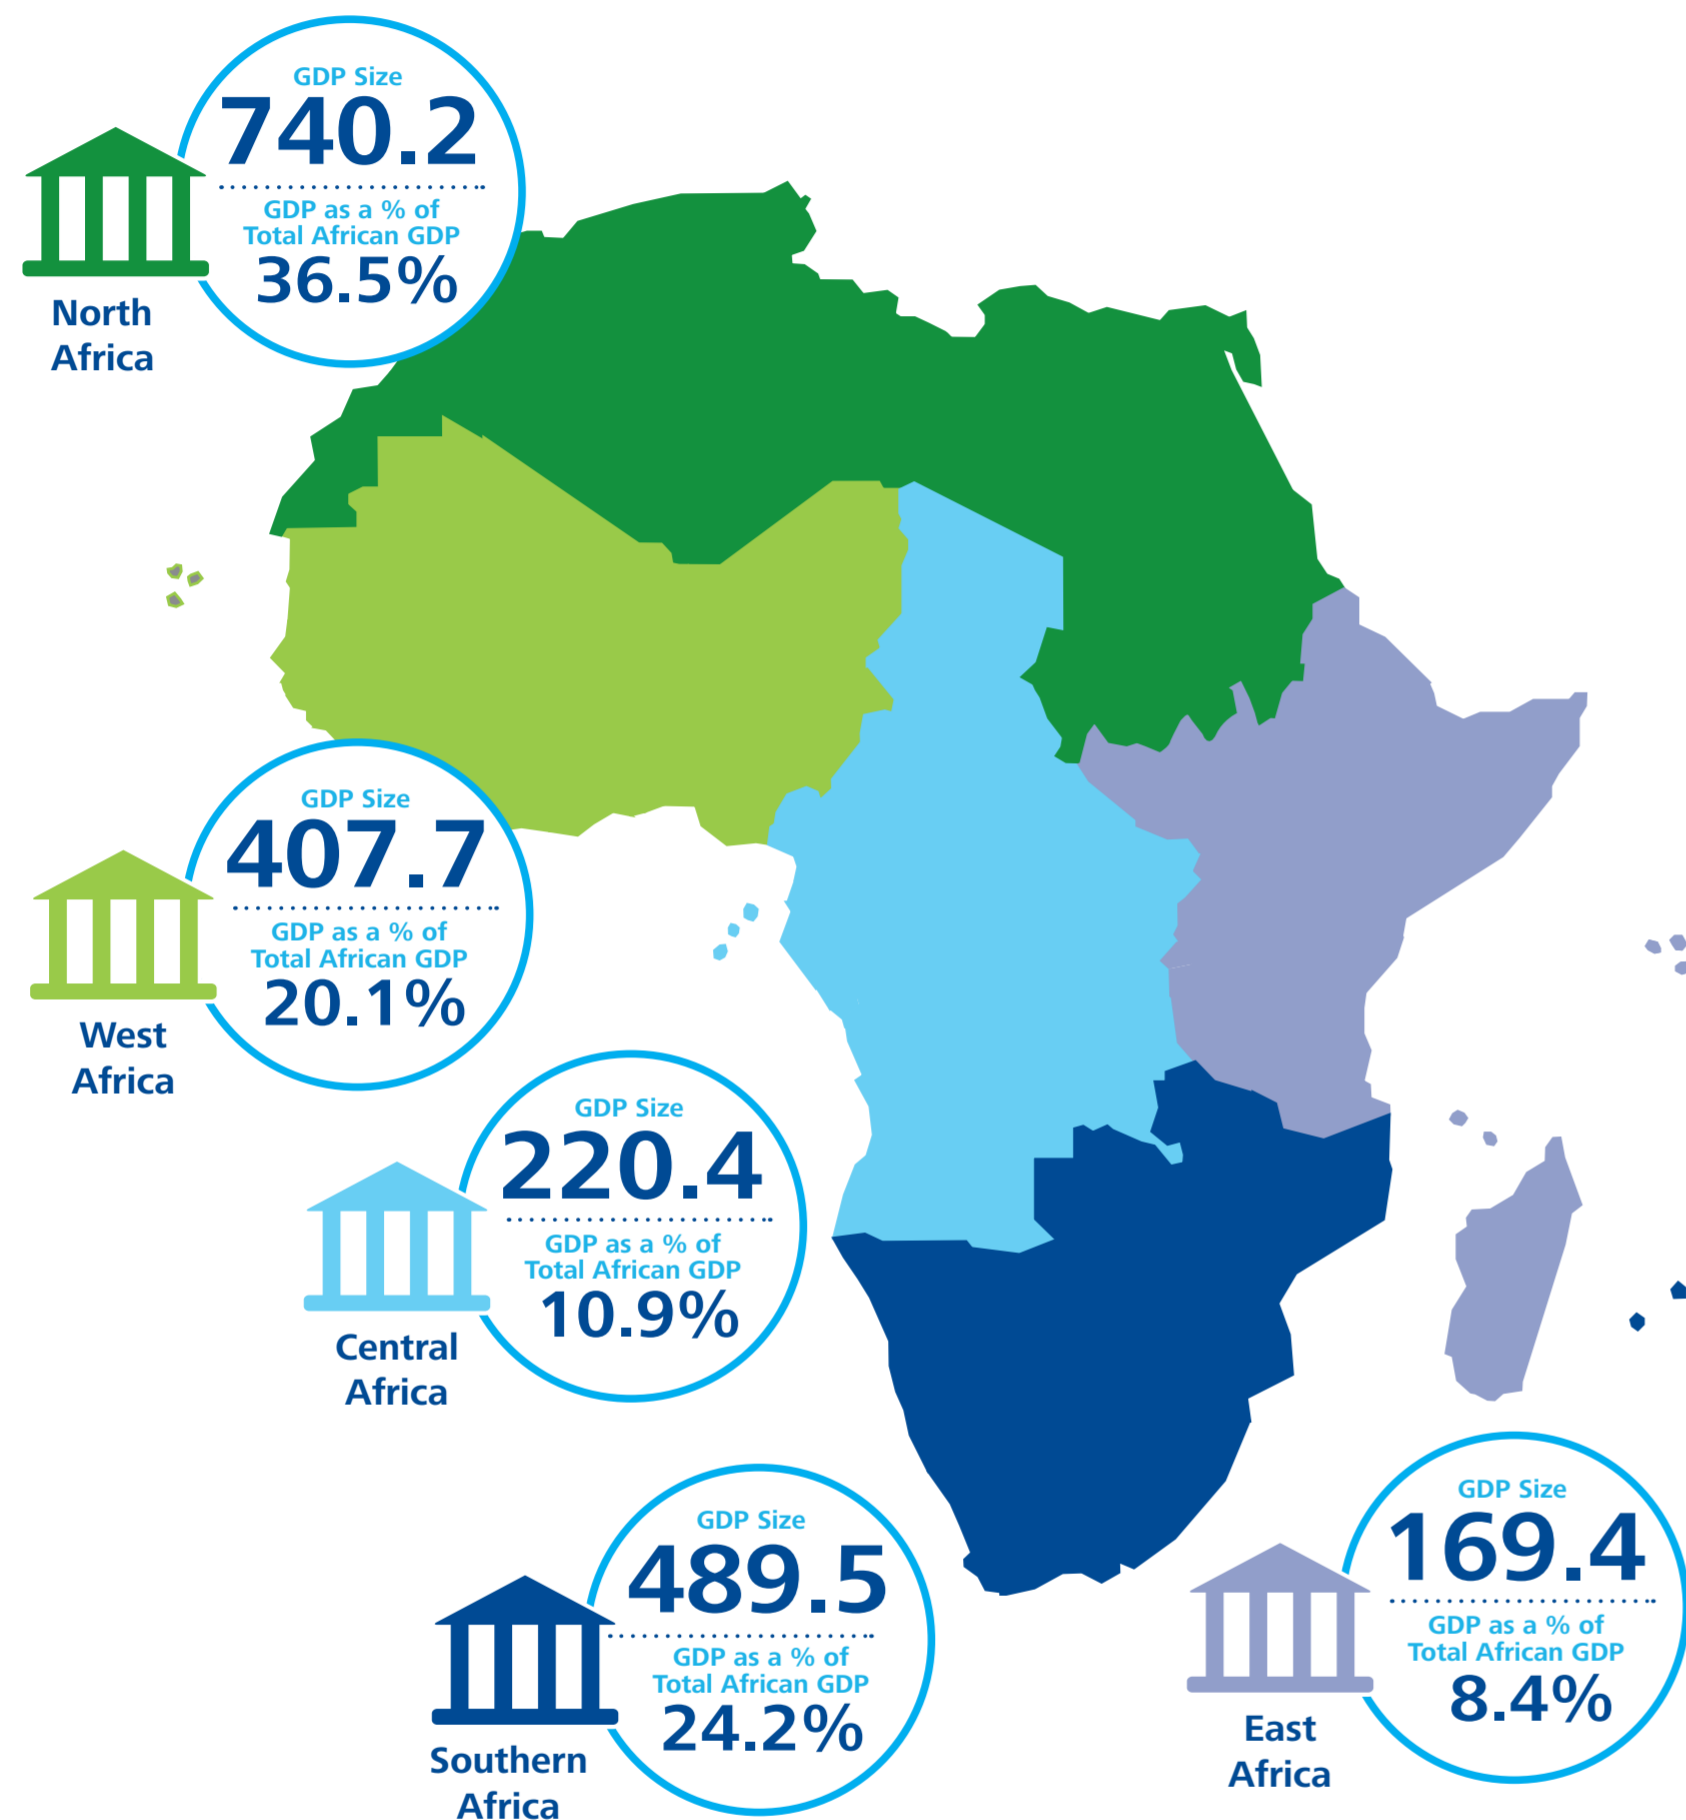 GDP Size
740.2
GDP as a % of
Total African GDP
36.5%
North
Africa
GDP Size
407.7
GDP as a % of
Total African GDP
20.1%
West
Africa
GDP Size
220.4
GDP as a % of
Total African GDP
10.9%
Central
Africa
GDP Size
489.5
GDP as a % of
Total African GDP
24.2%
Southern
Africa
GDP Size
169.4
GDP as a % of
Total African GDP
8.4%
East
Africa